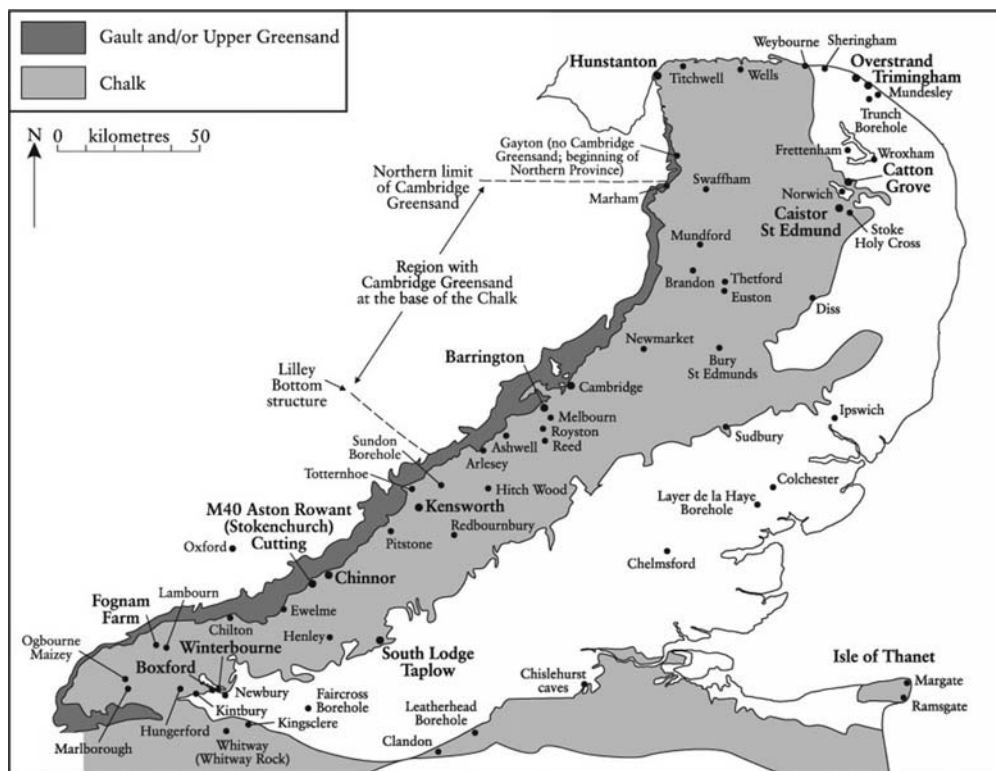 Gault and/or Upper Greensand
Chalk
N
0 kilometres 50
Hunstanton
Titchwell
Wells
Weybourne
Sheringham
Overstrand
Trimingham
Mundesley
Trunch
Borehole
Gayton (no Cambridge
Greensand; beginning of
Northern Province)
Frettenham
Wroxham
Northern limit
of Cambridge
Greensand
Marham
Swaffham
Catton
Grove
Norwich
Caistor
St Edmund
Stoke
Holy Cross
Mundford
Region with
Cambridge Greensand
at the base of the Chalk
Brandon
Thetford
Euston
Diss
Newmarket
Bury
St Edmunds
Barrington
Lilley
Bottom
structure
Cambridge
Melbourn
Royston
Reed
Ashwell
Arlesey
Ipswich
Sudbury
Sundon
Borehole
Totternhoe
Hitch Wood
Colchester
Layer de la Haye
Borehole
M40 Aston Rowant
(Stokenchurch)
Cutting
Kensworth
Redbournbury
Pitstone
Oxford
Chelmsford
Chinnor
Fognam
Farm
Lambourn
Ewelme
Chilton
Henley
Ogbourne
Maizey
Winterbourne
Boxford
South Lodge
Taplow
Isle of Thanet
Chislehurst
caves
Margate
Ramsgate
Newbury
Kintbury
Faircross
Borehole
Leatherhead
Borehole
Marlborough
Hungerford
Kingsclere
Whitway
(Whitway Rock)
Clandon